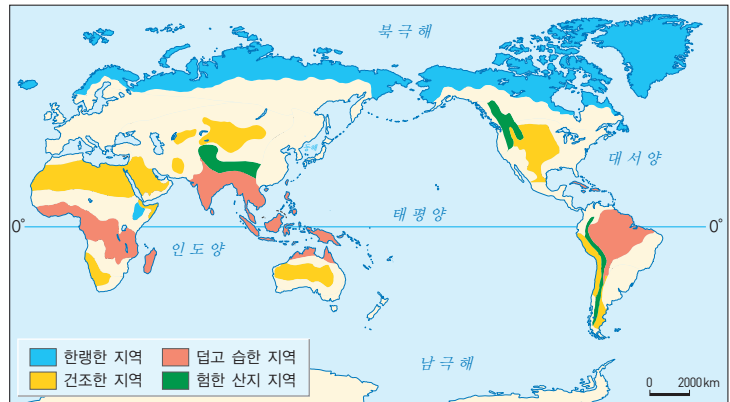 북극해
동해
대서양
태평양
0°
0°
인도양
남극해
한랭한 지역
덥고 습한 지역
건조한 지역
험한 산지 지역
0 2000km